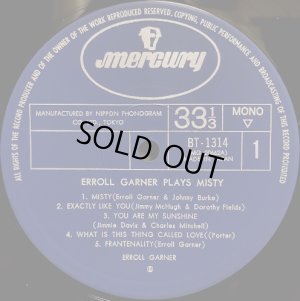 ALL RIGHTS OF THE RECORD PRODUCER AND OF THE OWNER OF THE WORK REPRODUCED RESERVED. COPYING, PUBLIC PERFORMANCE AND BROADCASTING OF THIS RECORD PROHIBITED
mercury
MANUFACTURED BY NIPPON PHONOGRAM
CO., TOKYO
33 1/3
MONO
▽
BT-1314
1
SOLD OUT
ERROLL GARNER PLAYS MISTY
1. MISTY(Erroll Garner & Johnny Burke)
2. EXACTLY LIKE YOU(Jimmy McHugh & Dorothy Fields)
3. YOU ARE MY SUNSHINE
(Jimmie Davis & Charles Mitchell)
4. WHAT IS THIS THING CALLED LOVE((Porter)
5. FRANTENALITY(Erroll Garner)
ERROLL GARNER